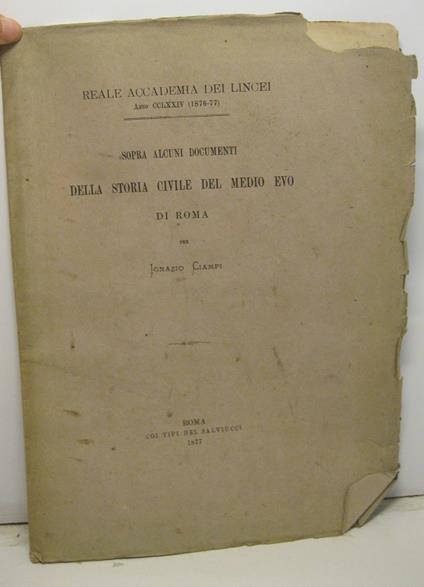 REALE ACCADEMIA DEI LINCEI
ANNO CCLXXIV (1876-77)
SOPRA ALCUNI DOCUMENTI
DELLA STORIA CIVILE DEL MEDIO EVO
DI ROMA
PER
IGNAZIO CIAMPI
ROMA
COI TIPI DEL SALVIUCCI
1877